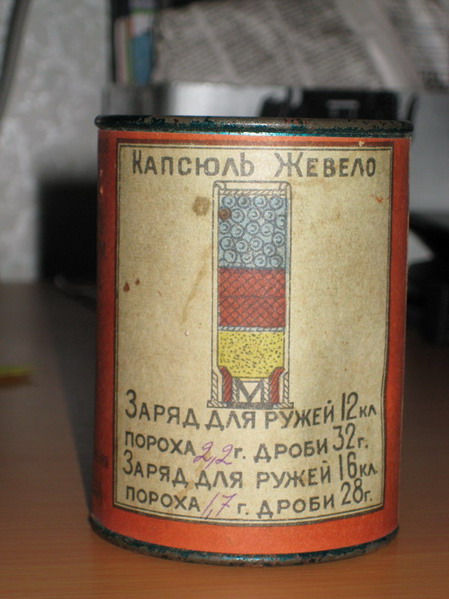 Капсюль Жевело
Заряд для ружей 12 кл
пороха 2,2 г. дроби 32 г.
Заряд для ружей 16 кл.
пороха 1,7 г. дроби 28 г.